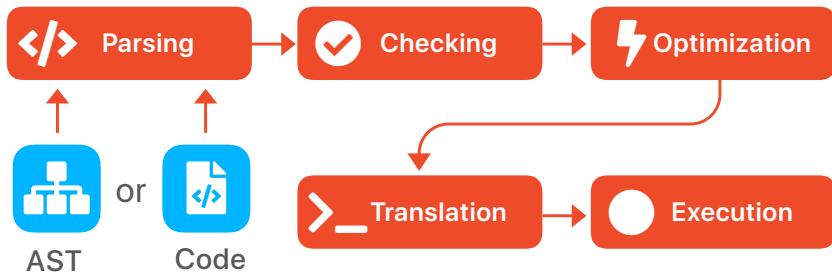 Parsing
Checking
Optimization
or
AST
Code
Translation
Execution